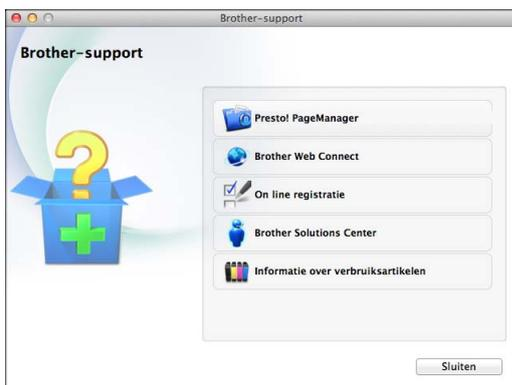 Brother-support
Brother-support
Presto! PageManager
Brother Web Connect
On line registratie
Brother Solutions Center
Informatie over verbruiksartikelen
Sluiten